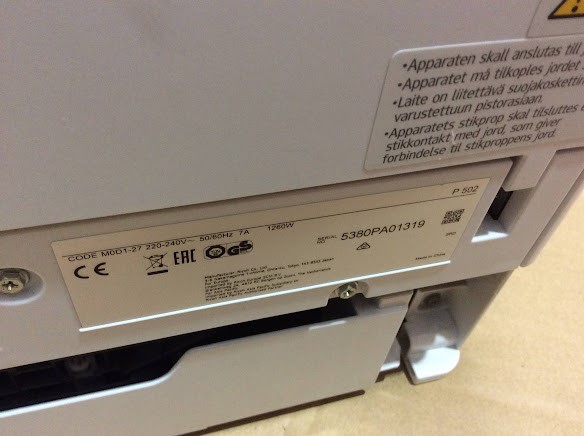 •Apparaten skall anslutas till j
•Apparatet må tilkoples jordet s
•Laite on liitettävä suojakoskettin
varustettuun pistorasiaan.
•Apparatets stikprop skal tilsluttes e
stikkontakt med jord, som giver
forbindelse til stikproppens jord.
P 502
CODE M0D1-27 220-240V~ 50/60Hz 7A 1260W
SERIAL NO. 5380PA01319
CE EAC GS
Made in China